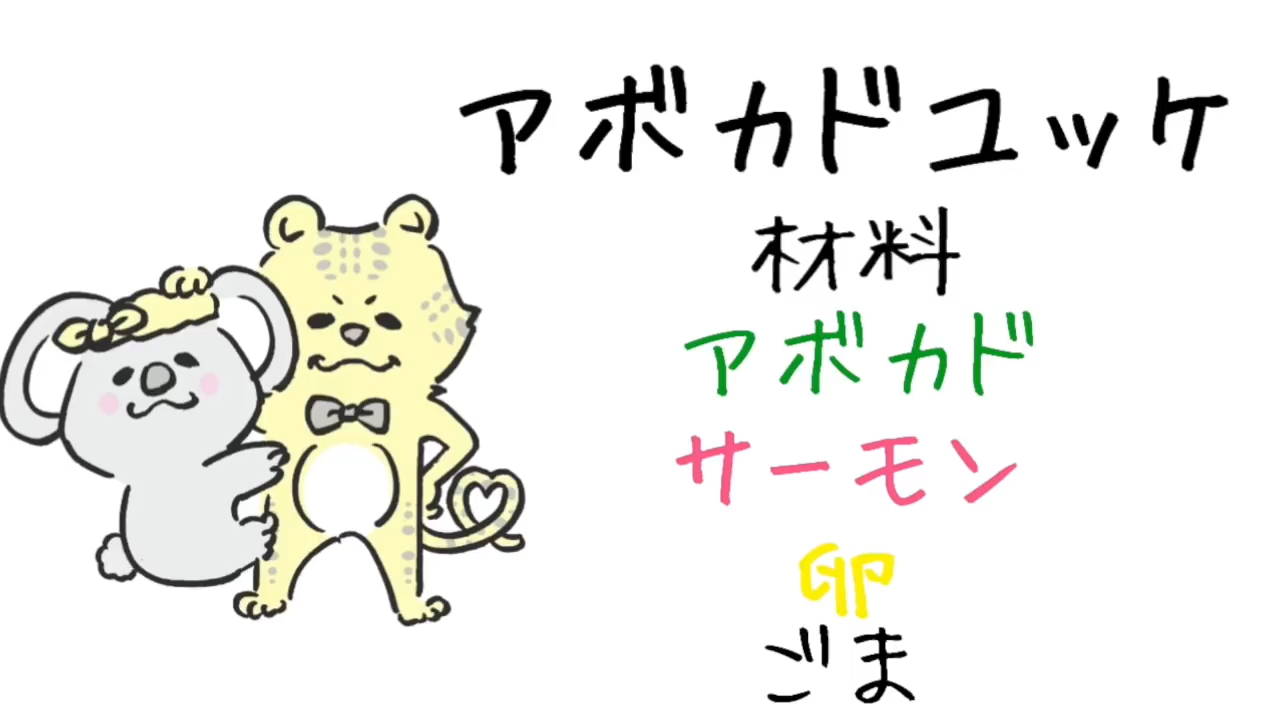 アボカドユッケ
材料
アボカド
サーモン
卵
ごま